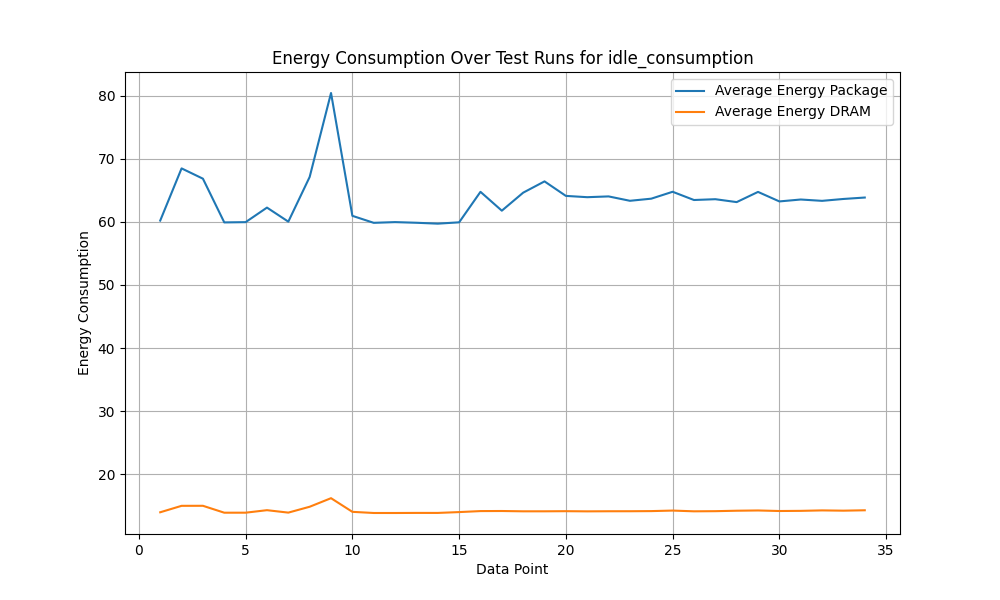 Energy Consumption Over Test Runs for idle_consumption
Average Energy Package
Average Energy DRAM
Energy Consumption
80
70
60
50
40
30
20
0 5 10 15 20 25 30 35
Data Point